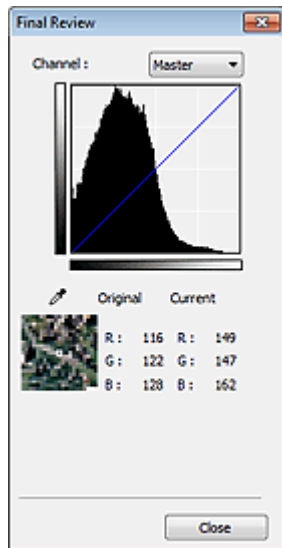 Final Review
Channel : Master
Original Current
R : 116 R : 149
G : 122 G : 147
B : 128 B : 162
Close